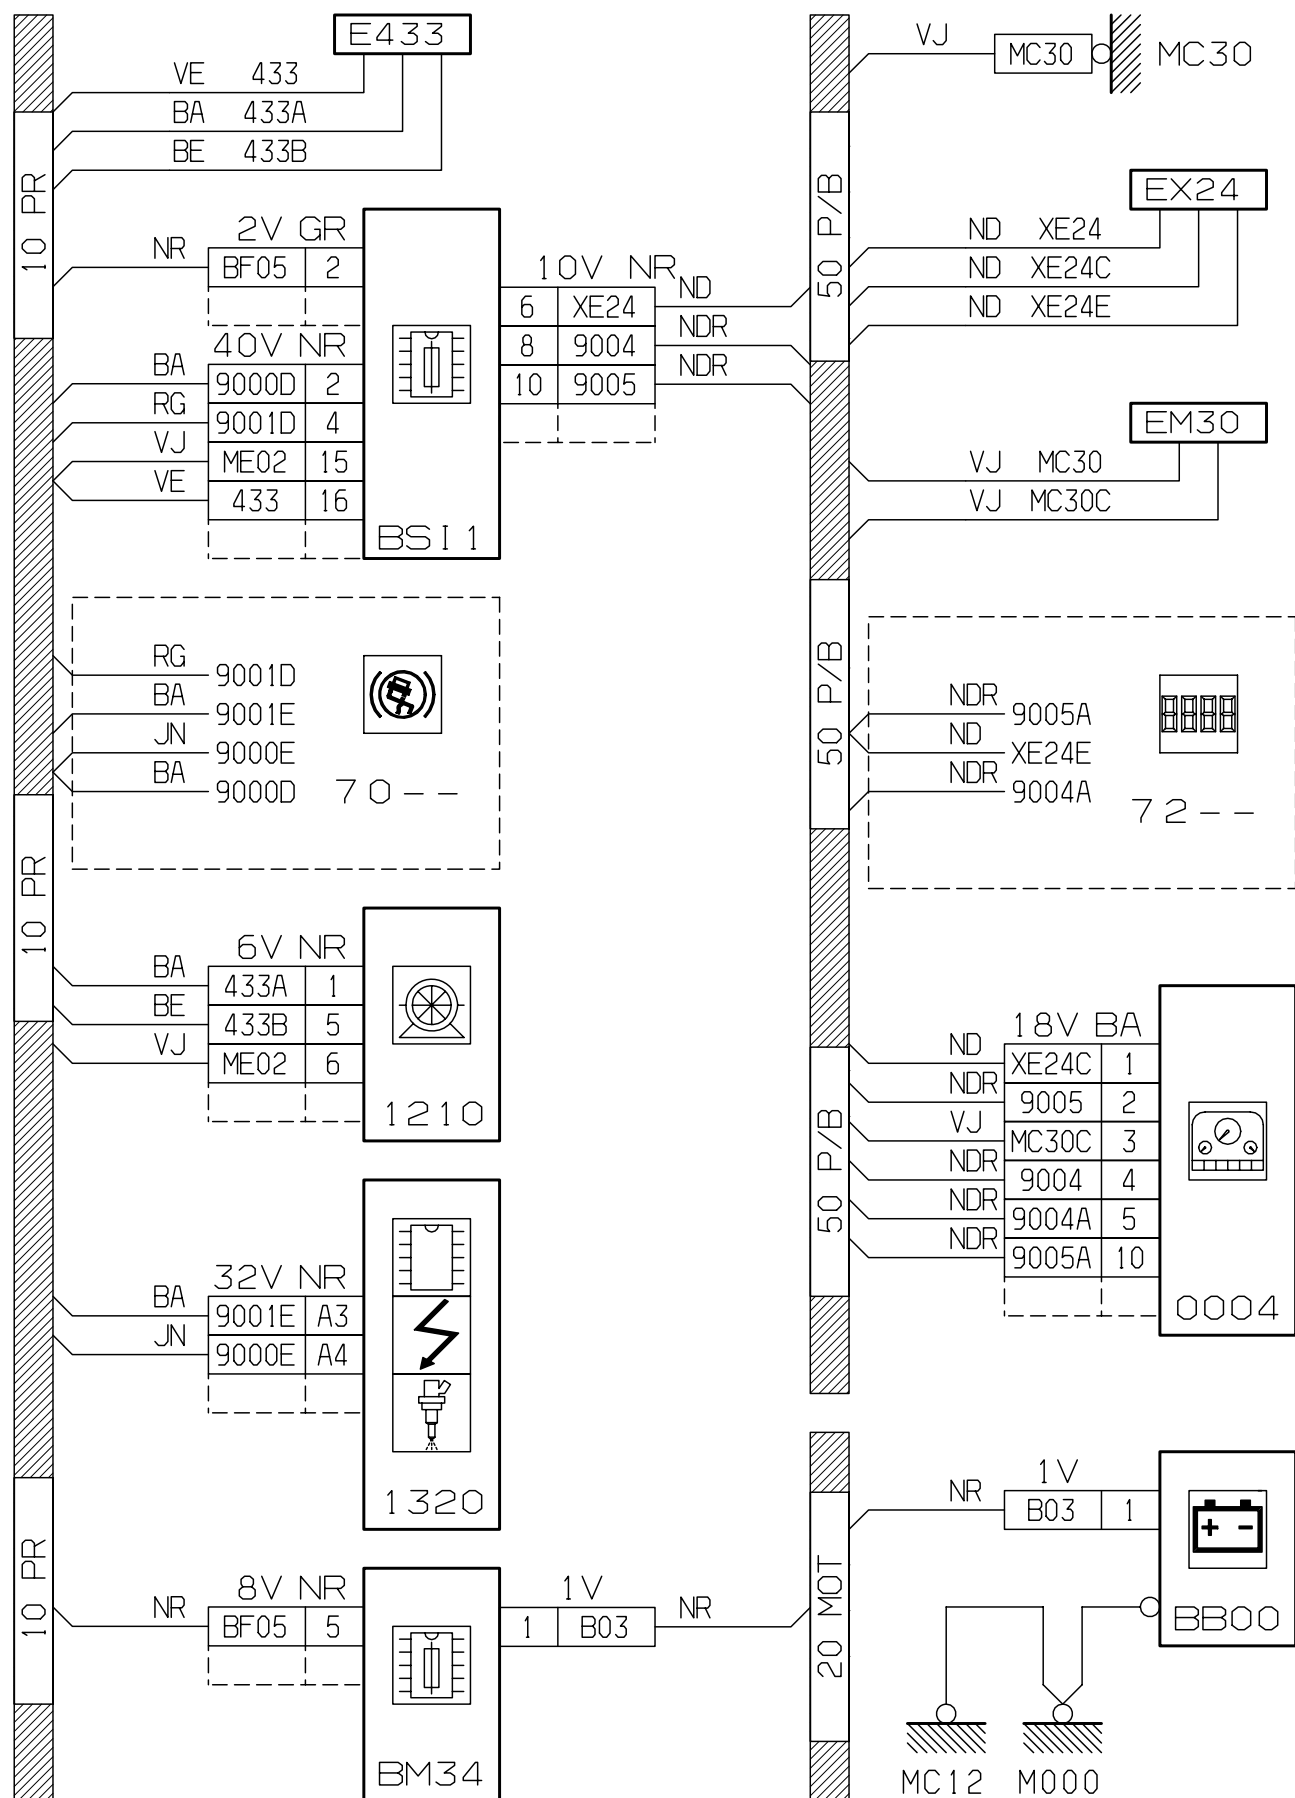 E433
VE 433
BA 433A
BE 433B
10 PR
2V GR
NR BF05 2
40V NR
BA 9000D 2
RG 9001D 4
VJ ME02 15
VE 433 16
BSI1
10V NR
6 XE24 ND
8 9004 NDR
10 9005 NDR
RG 9001D
BA 9001E
JN 9000E
BA 9000D
70--
10 PR
6V NR
BA 433A 1
BE 433B 5
VJ ME02 6
1210
32V NR
BA 9001E A3
JN 9000E A4
1320
10 PR
8V NR
NR BF05 5
BM34
1V
1 B03 NR
VJ MC30 MC30
50 P/B
EX24
ND XE24
ND XE24C
ND XE24E
EM30
VJ MC30
VJ MC30C
50 P/B
NDR 9005A
ND XE24E
NDR 9004A
72--
50 P/B
18V BA
ND XE24C 1
NDR 9005 2
VJ MC30C 3
NDR 9004 4
NDR 9004A 5
NDR 9005A 10
0004
20 MOT
1V
NR B03 1
+ -
BB00
MC12 M000